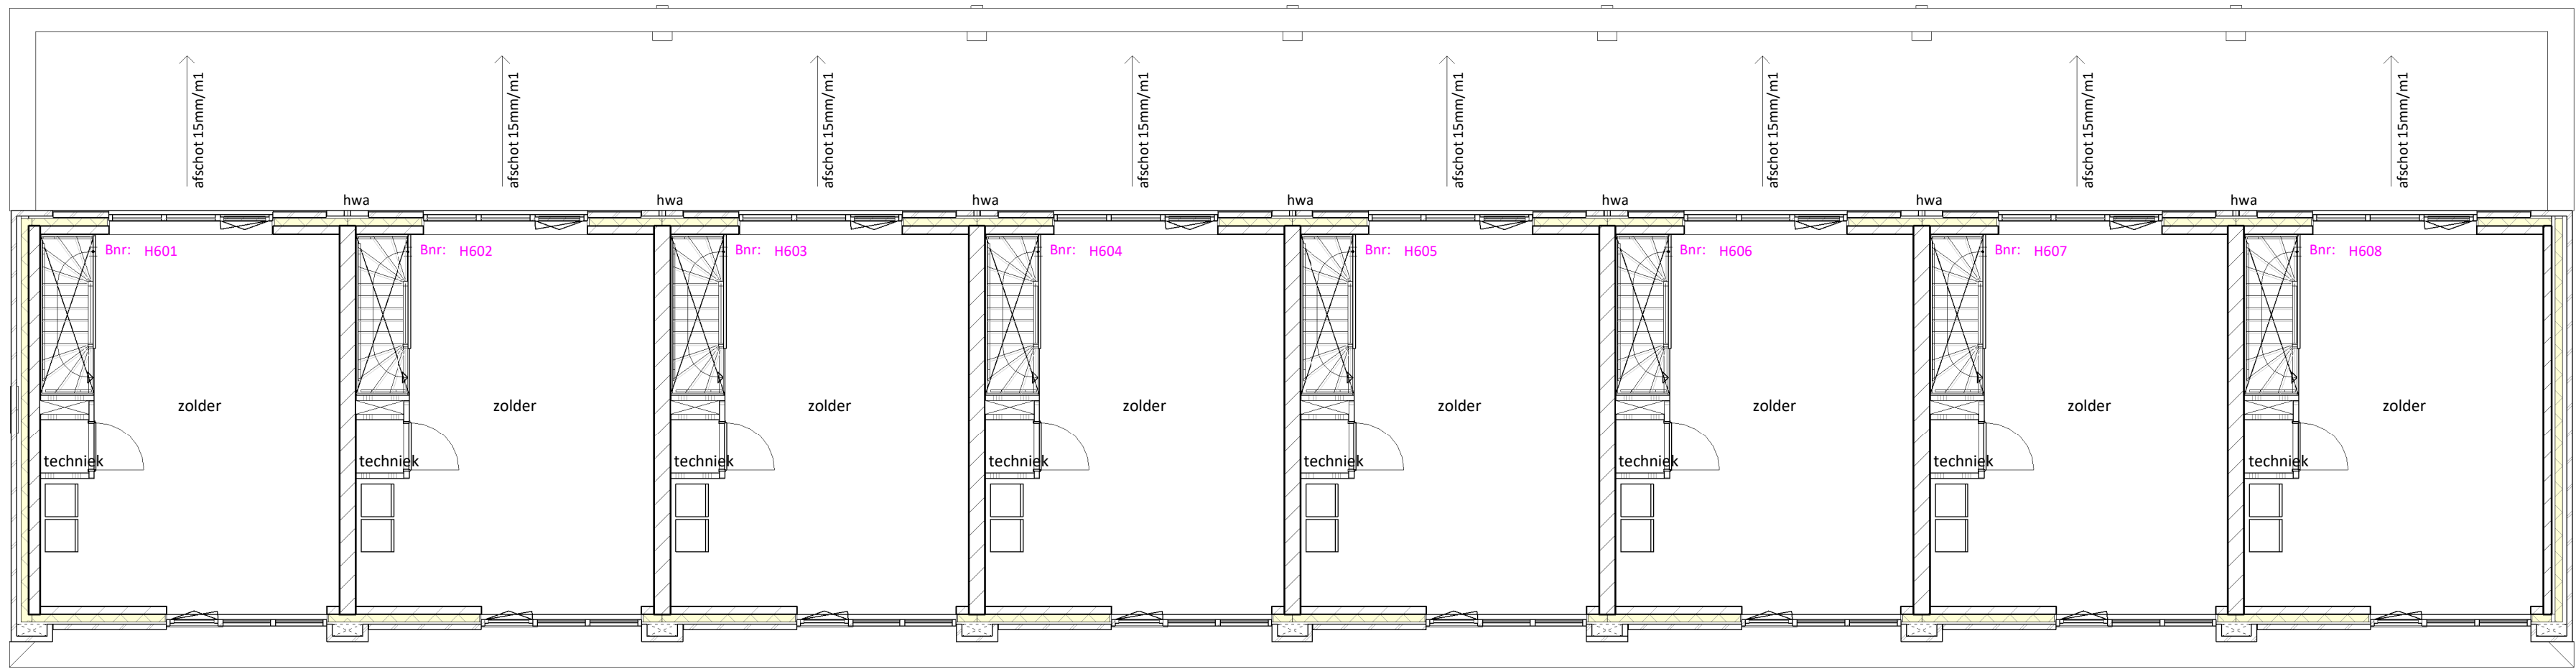 afschot 15mm/m1
afschot 15mm/m1
afschot 15mm/m1
afschot 15mm/m1
afschot 15mm/m1
afschot 15mm/m1
afschot 15mm/m1
afschot 15mm/m1
hwa
hwa
hwa
hwa
hwa
hwa
hwa
Bnr: H601
Bnr: H602
Bnr: H603
Bnr: H604
Bnr: H605
Bnr: H606
Bnr: H607
Bnr: H608
zolder
zolder
zolder
zolder
zolder
zolder
zolder
zolder
techniek
techniek
techniek
techniek
techniek
techniek
techniek
techniek